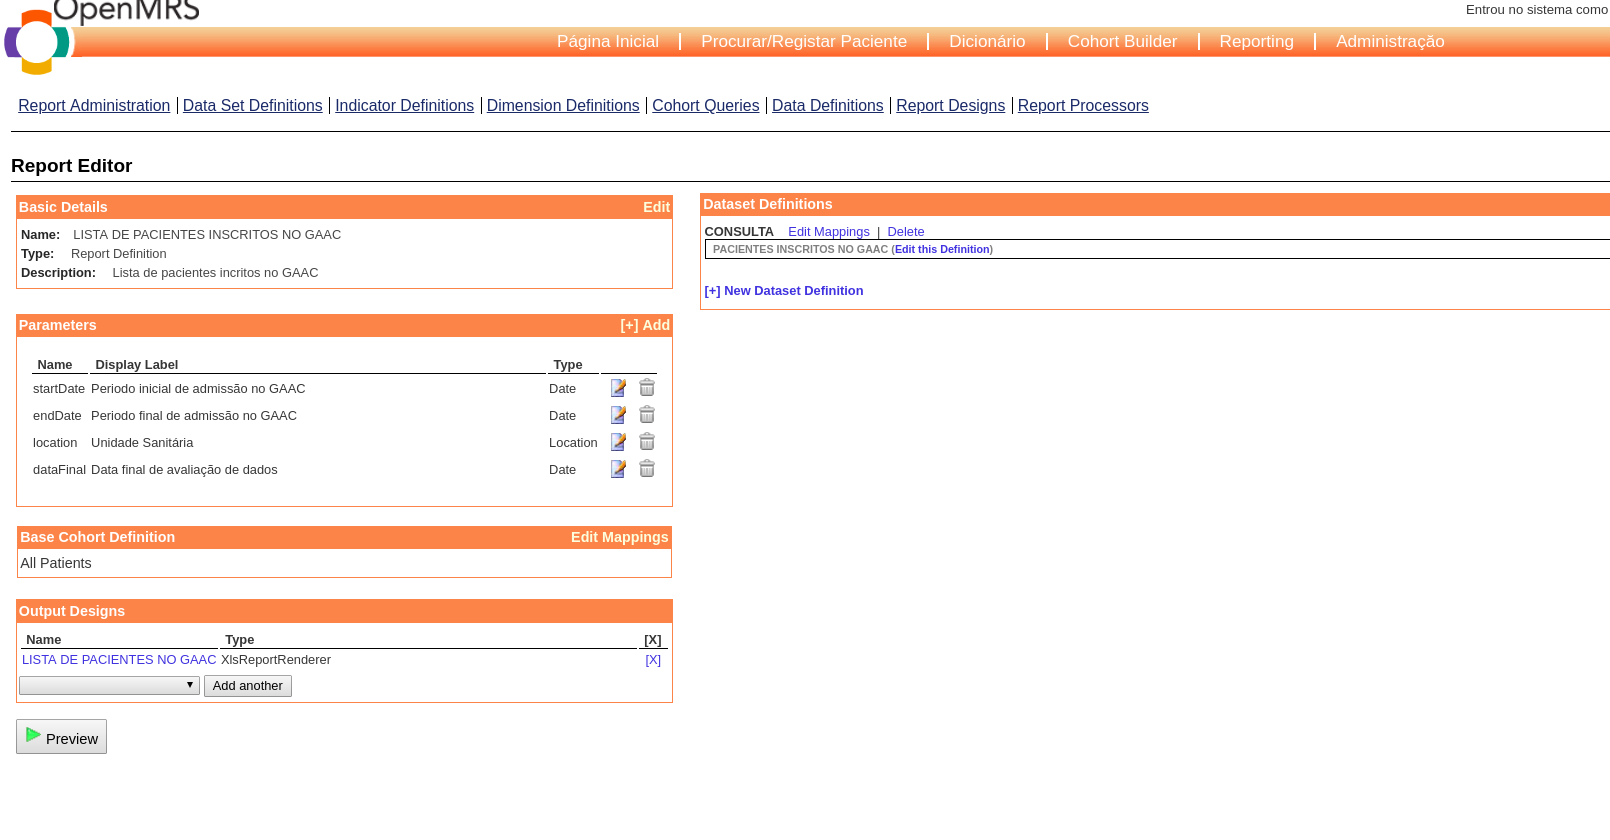 OpenMRS
Entrou no sistema como
Página Inicial | Procurar/Registar Paciente | Dicionário | Cohort Builder | Reporting | Administração
Report Administration | Data Set Definitions | Indicator Definitions | Dimension Definitions | Cohort Queries | Data Definitions | Report Designs | Report Processors
Report Editor
Basic Details Edit
Name: LISTA DE PACIENTES INSCRITOS NO GAAC
Type: Report Definition
Description: Lista de pacientes incritos no GAAC
Parameters [+] Add
Name Display Label Type
startDate Periodo inicial de admissão no GAAC Date
endDate Periodo final de admissão no GAAC Date
location Unidade Sanitária Location
dataFinal Data final de avaliação de dados Date
Base Cohort Definition Edit Mappings
All Patients
Output Designs
Name Type [X]
LISTA DE PACIENTES NO GAAC XlsReportRenderer [X]
Add another
Preview
Dataset Definitions
CONSULTA Edit Mappings | Delete
PACIENTES INSCRITOS NO GAAC (Edit this Definition)
[+] New Dataset Definition